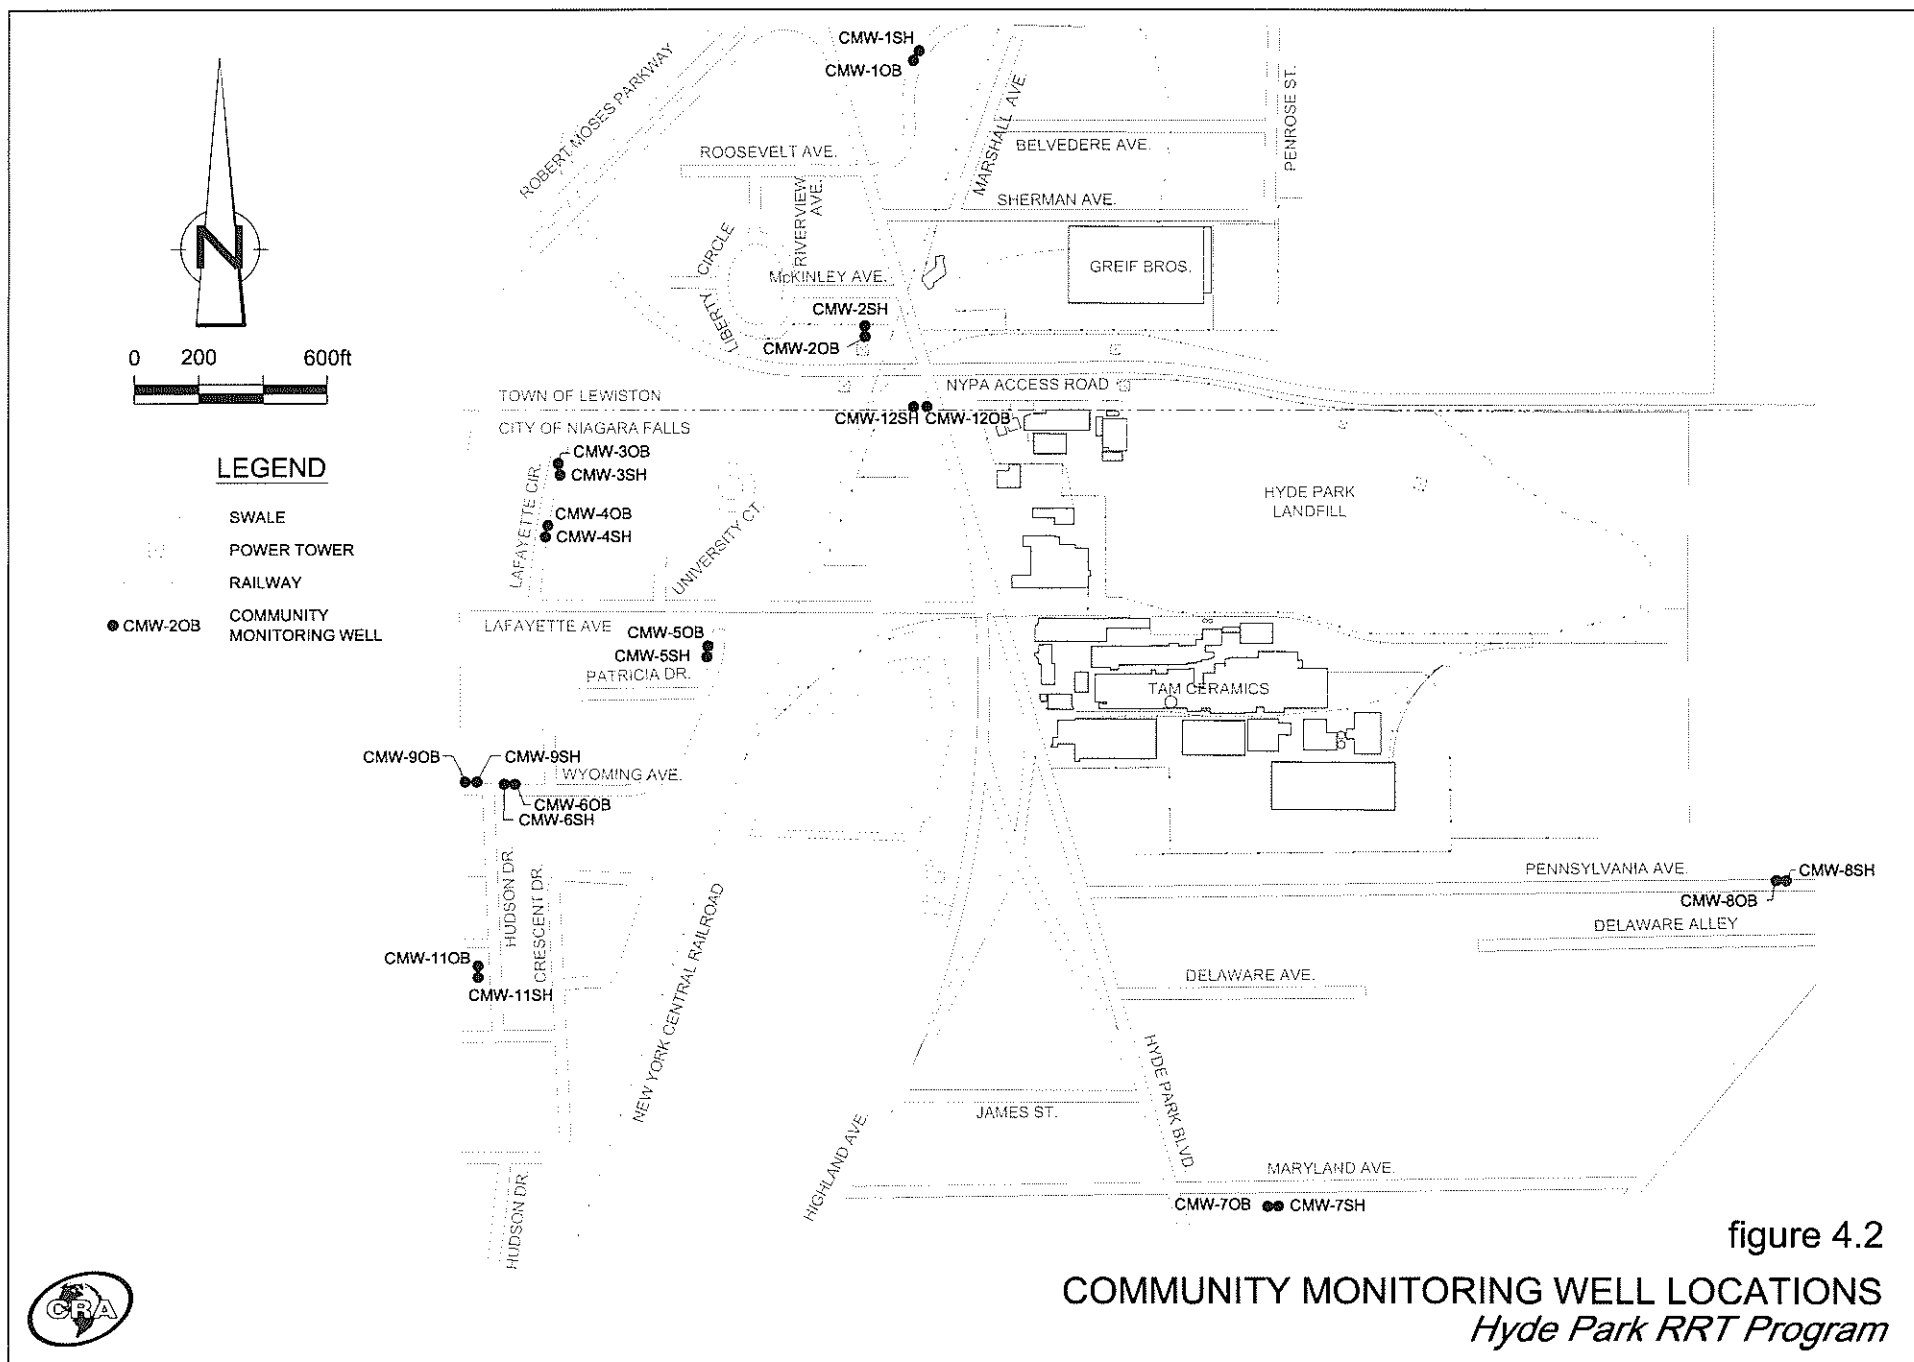 CMW-1SH
CMW-1OB
ROBERT MOSES PARKWAY
MARSHALL AVE.
PENROSE ST.
BELVEDERE AVE.
ROOSEVELT AVE.
RIVERVIEW
AVE.
SHERMAN AVE.
N
LIBERTY CIRCLE
McKINLEY AVE.
GREIF BROS.
CMW-2SH
CMW-2OB
0 200 600ft
NYPA ACCESS ROAD
TOWN OF LEWISTON
CITY OF NIAGARA FALLS
CMW-12SH CMW-12OB
LEGEND
SWALE
POWER TOWER
RAILWAY
CMW-2OB COMMUNITY
MONITORING WELL
CMW-3OB
CMW-3SH
LAFAYETTE CIR.
CMW-4OB
CMW-4SH
UNIVERSITY CT.
HYDE PARK
LANDFILL
LAFAYETTE AVE
CMW-5OB
CMW-5SH
PATRICIA DR.
TAM CERAMICS
CMW-9OB
CMW-9SH
WYOMING AVE.
CMW-6OB
CMW-6SH
HUDSON DR.
CRESCENT DR.
NEW YORK CENTRAL RAILROAD
PENNSYLVANIA AVE.
CMW-8SH
CMW-8OB
DELAWARE ALLEY
CMW-11OB
CMW-11SH
DELAWARE AVE.
HYDE PARK BLVD.
JAMES ST.
HIGHLAND AVE.
MARYLAND AVE.
HUDSON DR.
CMW-7OB CMW-7SH
figure 4.2
COMMUNITY MONITORING WELL LOCATIONS
Hyde Park RRT Program
CRA